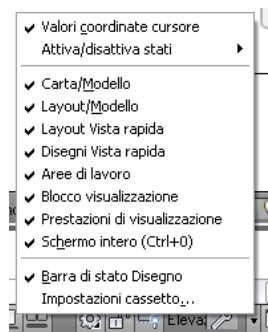 Valori coordinate cursore
Attiva/disattiva stati
Carta/Modello
Layout/Modello
Layout Vista rapida
Disegni Vista rapida
Aree di lavoro
Blocco visualizzazione
Prestazioni di visualizzazione
Schermo intero (Ctrl+0)
Barra di stato Disegno
Impostazioni cassetto...